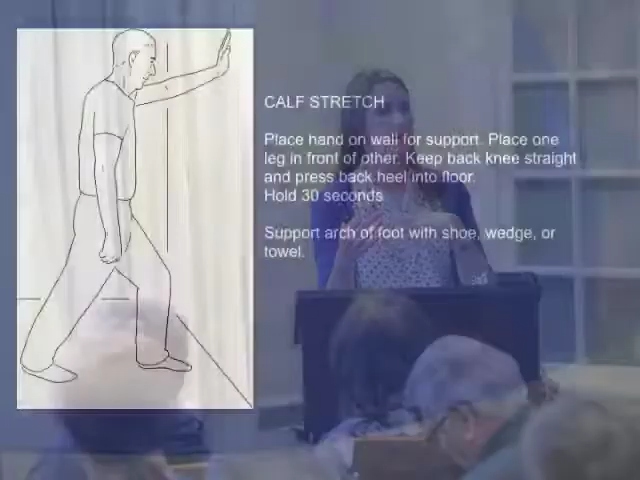 CALF STRETCH
Place hand on wall for support. Place one
leg in front of other. Keep back knee straight
and press back heel into floor.
Hold 30 seconds
Support arch of foot with shoe, wedge, or
towel.